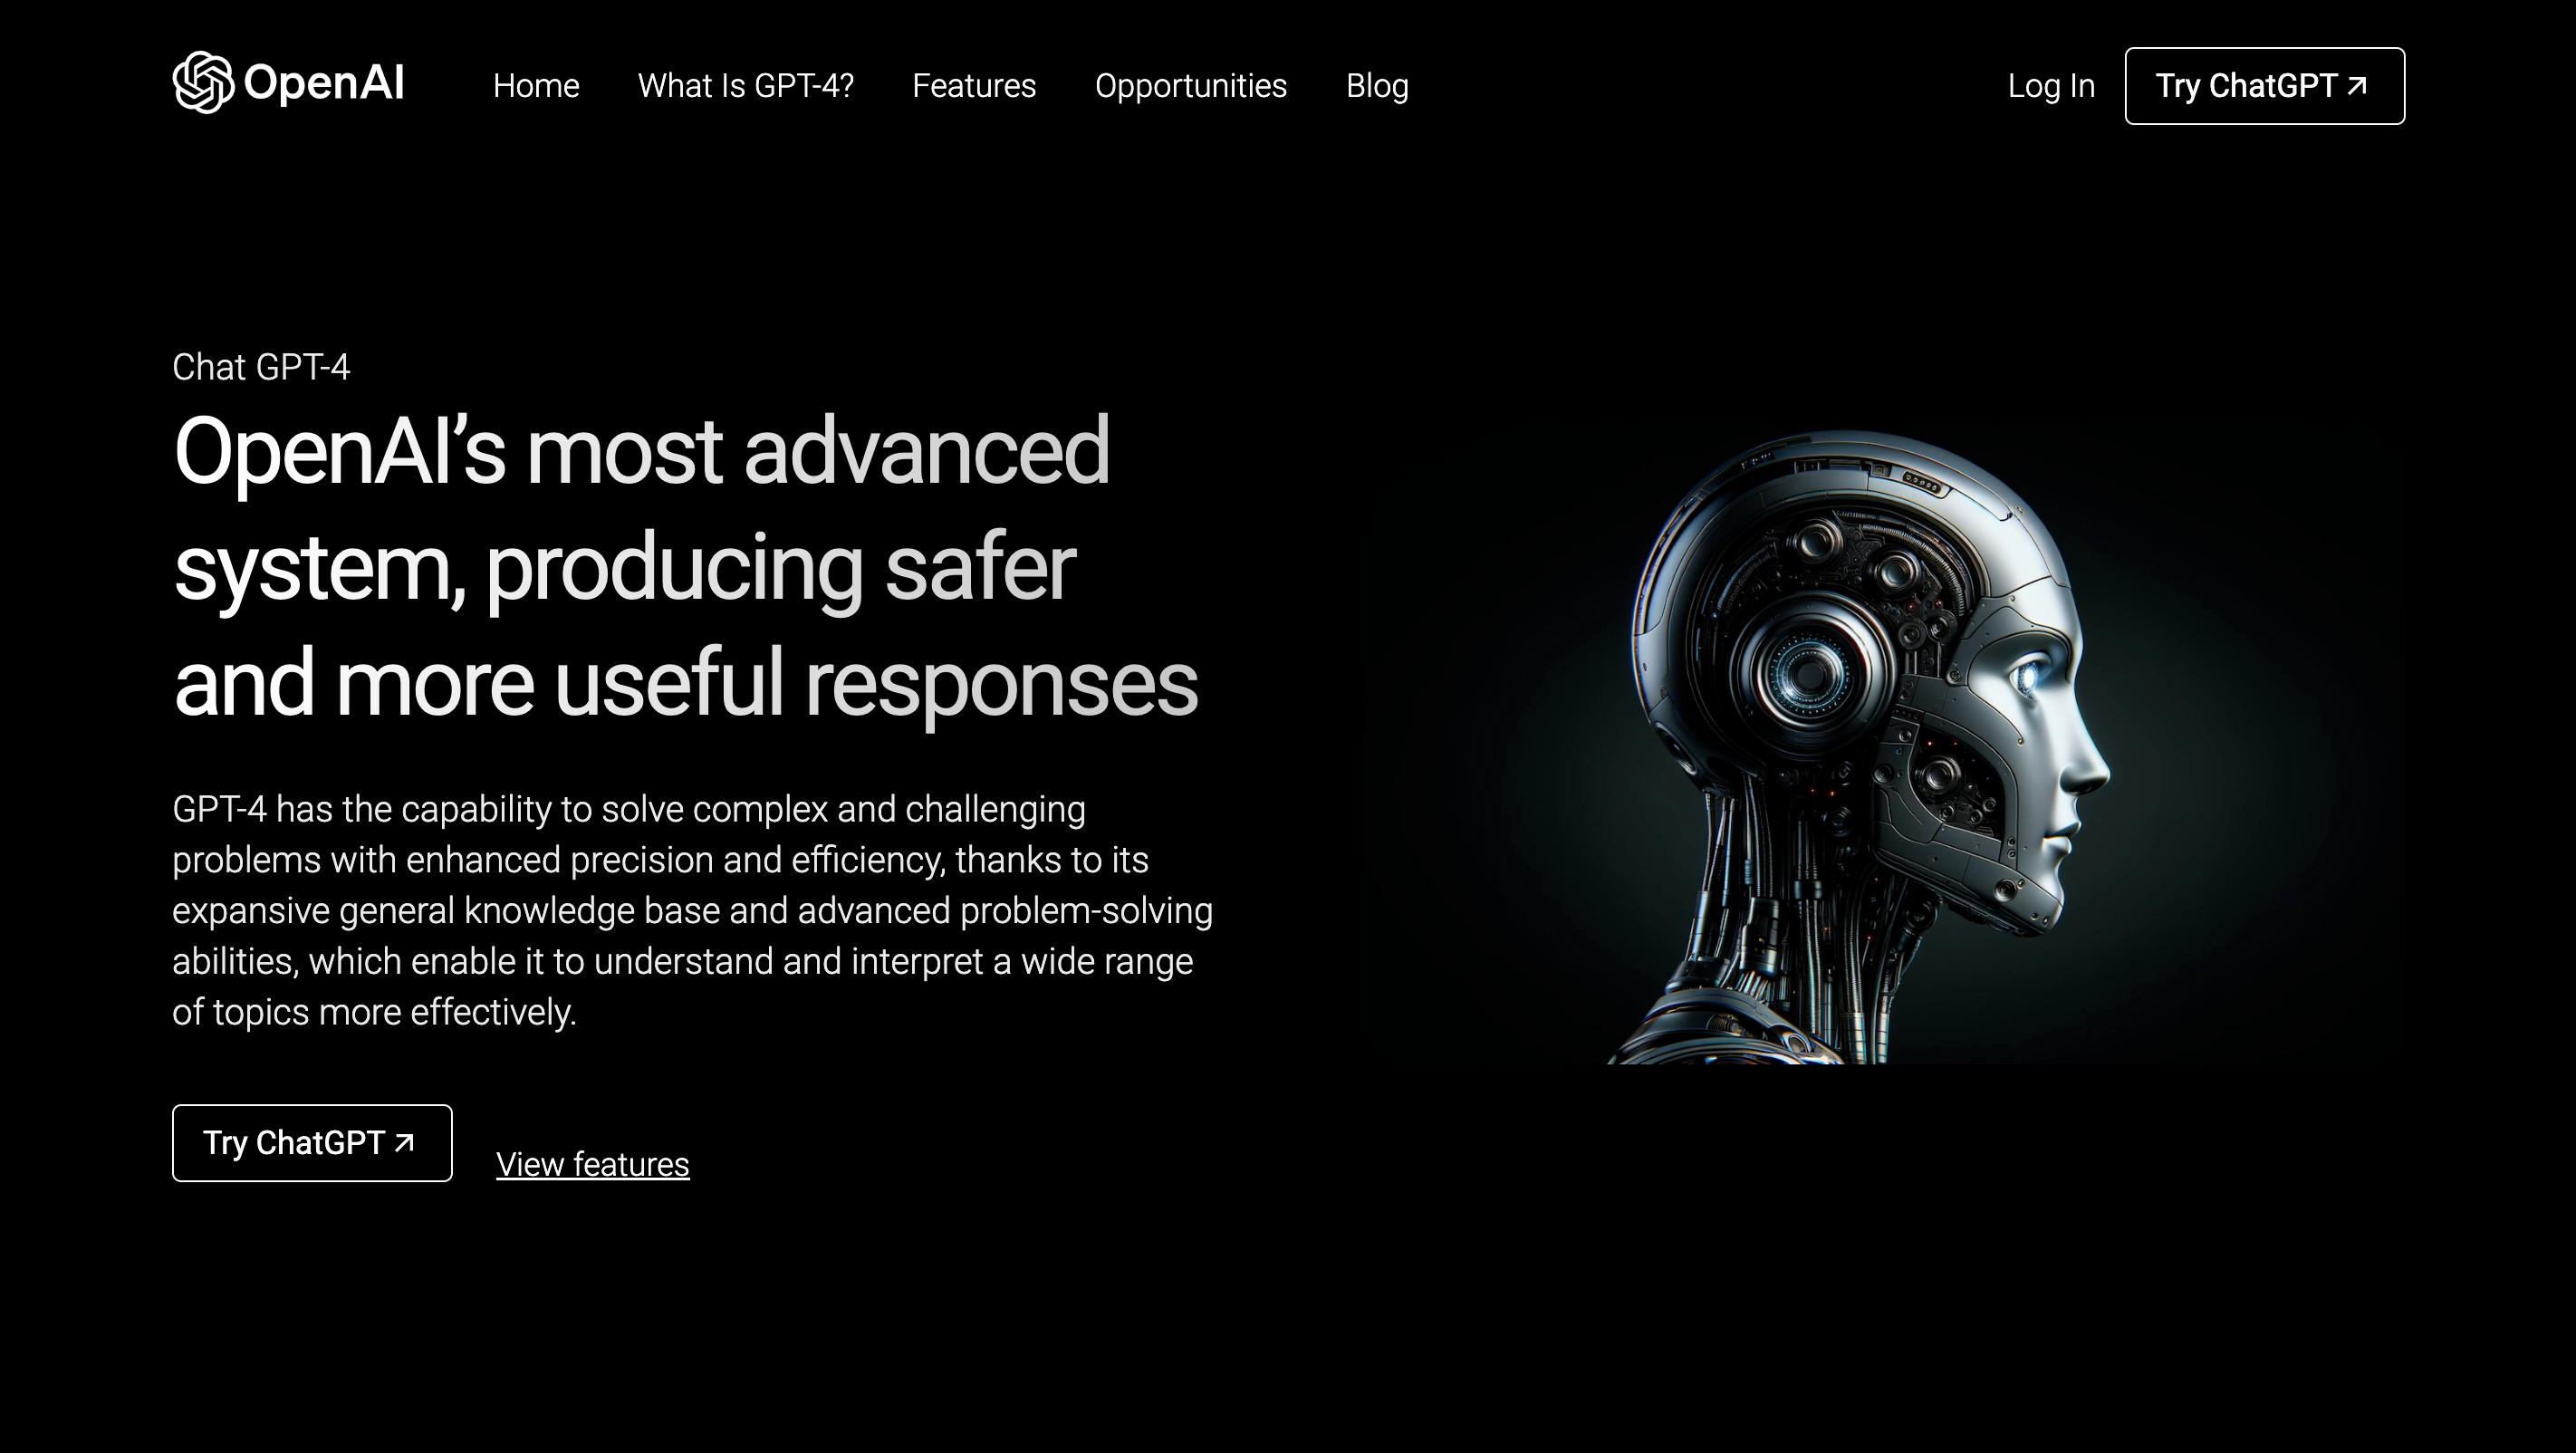 OpenAI
Home
What Is GPT-4?
Features
Opportunities
Blog
Log In
Try ChatGPT ↗
Chat GPT-4
OpenAI’s most advanced
system, producing safer
and more useful responses
GPT-4 has the capability to solve complex and challenging
problems with enhanced precision and efficiency, thanks to its
expansive general knowledge base and advanced problem-solving
abilities, which enable it to understand and interpret a wide range
of topics more effectively.
Try ChatGPT ↗
View features